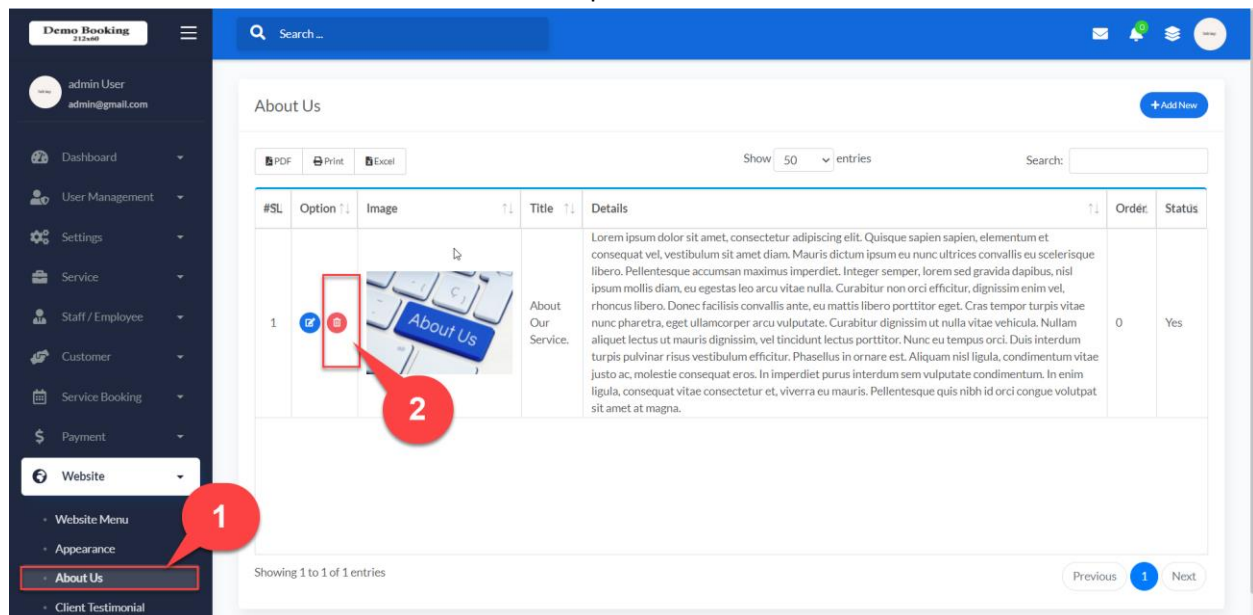 Demo Booking
212x60
Search ...
0
admin User
admin@gmail.com
Dashboard
User Management
Settings
Service
Staff / Employee
Customer
Service Booking
Payment
Website
Website Menu
Appearance
About Us
Client Testimonial
1
About Us
+ Add New
PDF Print Excel
Show 50 entries
Search:
#SL Option Image Title Details Order Status
1
About Us
2
About
Our
Service.
Lorem ipsum dolor sit amet, consectetur adipiscing elit. Quisque sapien sapien, elementum et
consequat vel, vestibulum sit amet diam. Mauris dictum ipsum eu nunc ultrices convallis eu scelerisque
libero. Pellentesque accumsan maximus imperdiet. Integer semper, lorem sed gravida dapibus, nisl
ipsum mollis diam, eu egestas leo arcu vitae nulla. Curabitur non orci efficitur, dignissim enim vel,
rhoncus libero. Donec facilisis convallis ante, eu mattis libero porttitor eget. Cras tempor turpis vitae
nunc pharetra, eget ullamcorper arcu vulputate. Curabitur dignissim ut nulla vitae vehicula. Nullam
aliquet lectus ut mauris dignissim, vel tincidunt lectus porttitor. Nunc eu tempus orci. Duis interdum
turpis pulvinar risus vestibulum efficitur. Phasellus in ornare est. Aliquam nisl ligula, condimentum vitae
justo ac, molestie consequat eros. In imperdiet purus interdum sem vulputate condimentum. In enim
ligula, consequat vitae consectetur et, viverra eu mauris. Pellentesque quis nibh id orci congue volutpat
sit amet at magna.
0
Yes
Showing 1 to 1 of 1 entries
Previous 1 Next